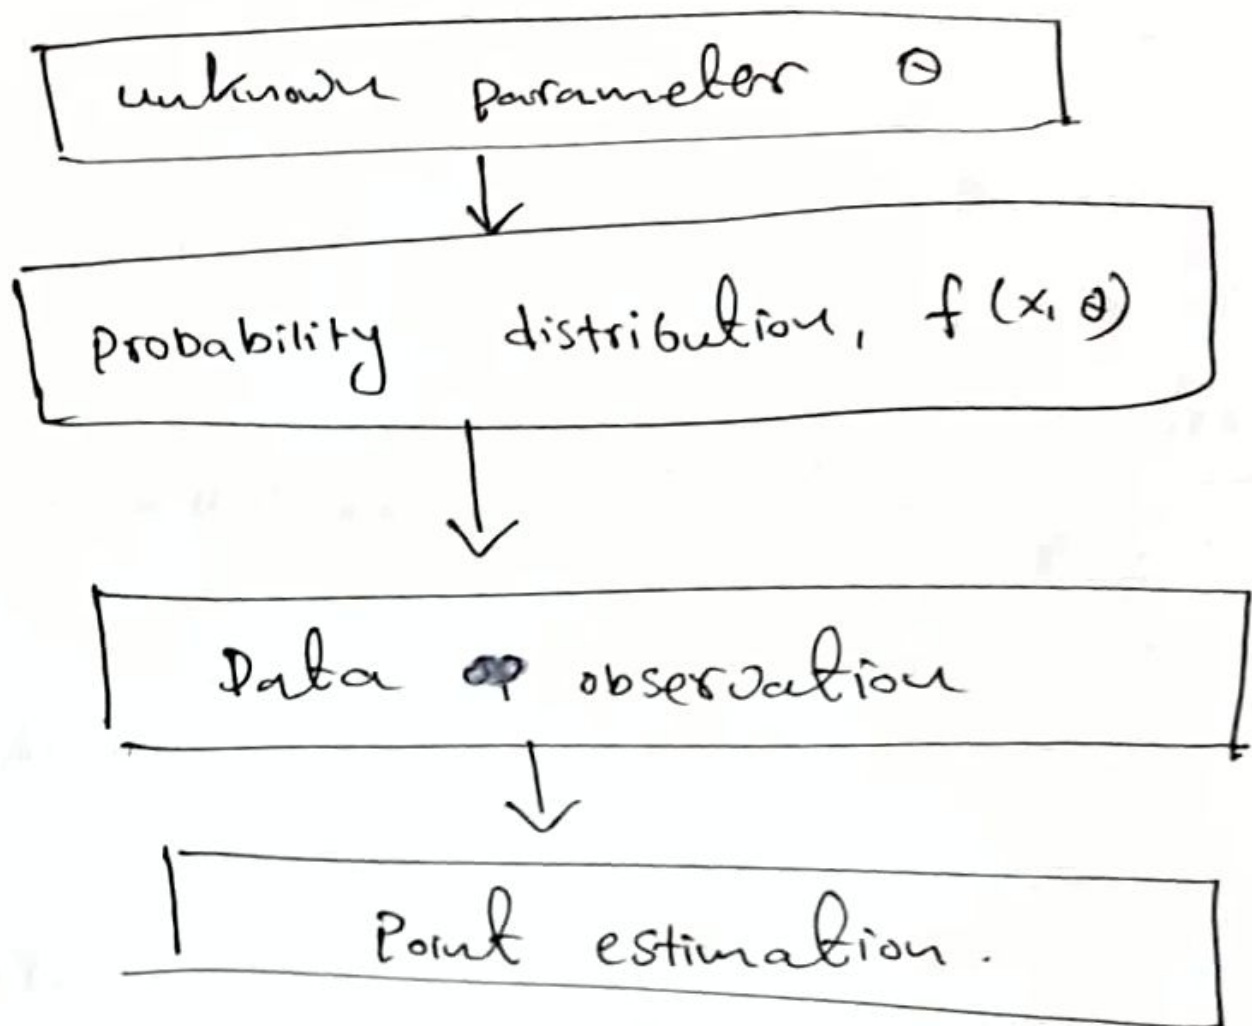 unknown parameter θ
probability distribution, f(x, θ)
Data observation
Point estimation.